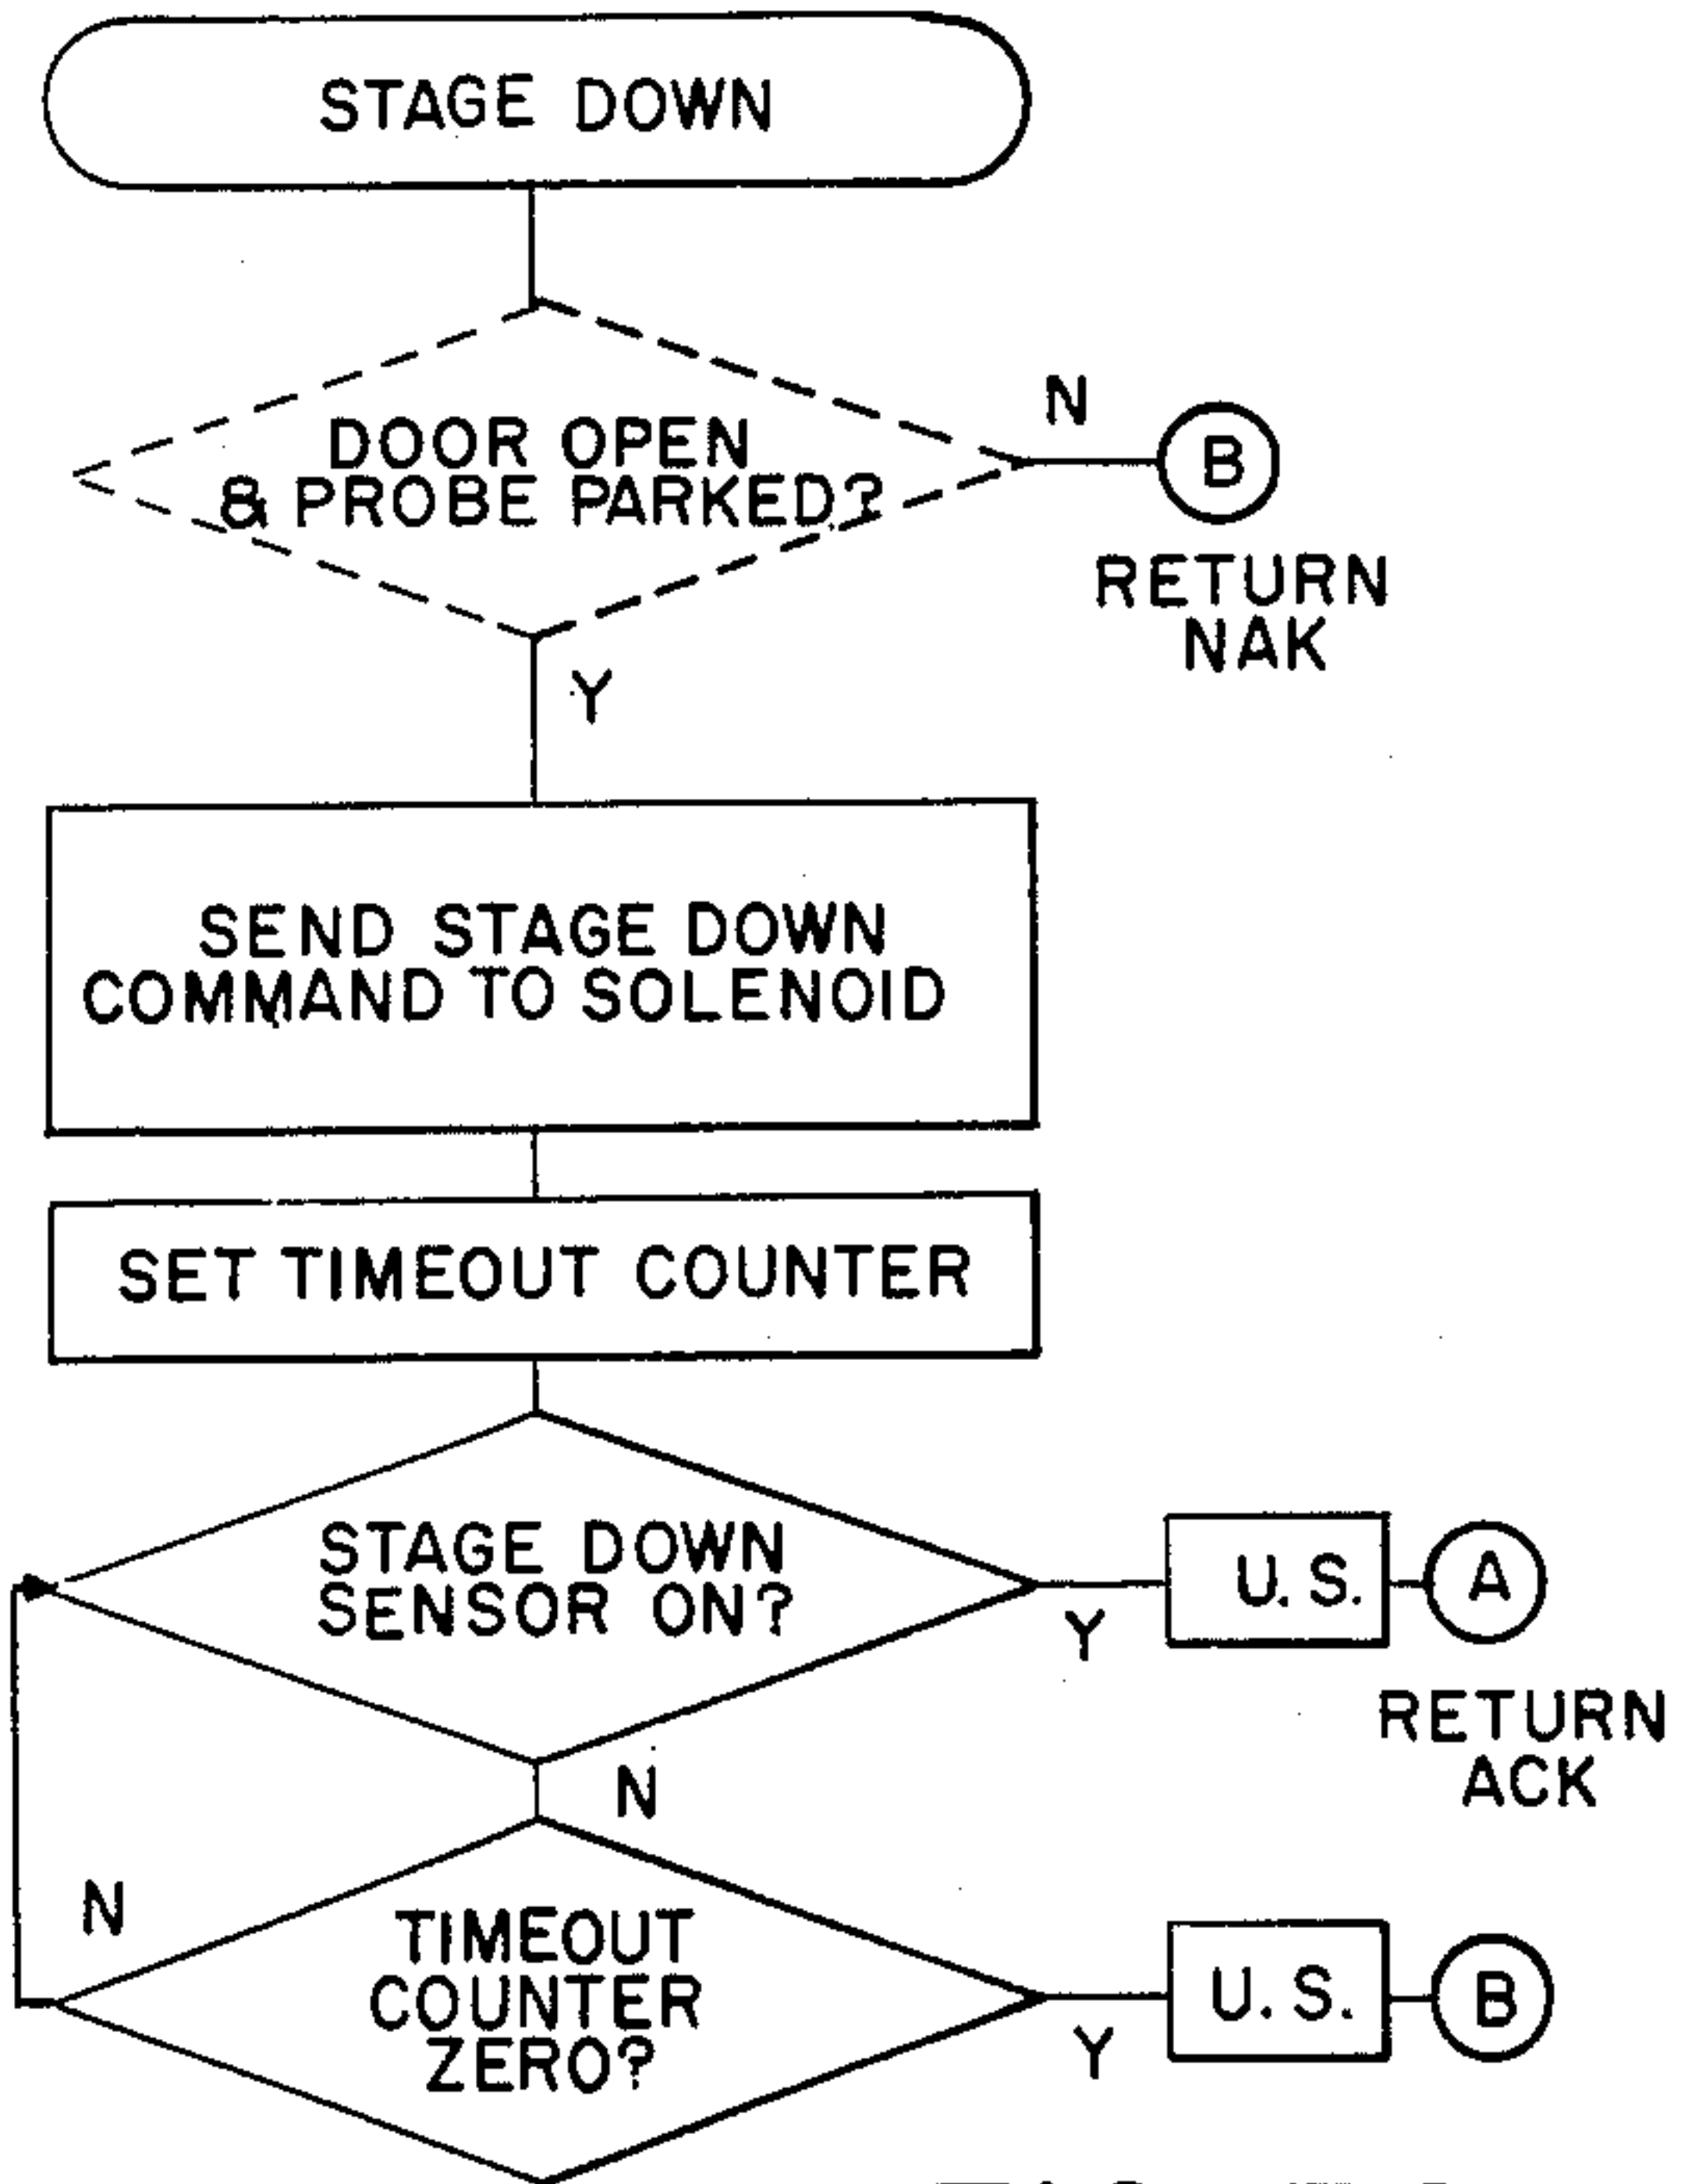 STAGE DOWN
DOOR OPEN
& PROBE PARKED?
N
B
RETURN
NAK
Y
SEND STAGE DOWN
COMMAND TO SOLENOID
SET TIMEOUT COUNTER
STAGE DOWN
SENSOR ON?
Y
U.S.
A
RETURN
ACK
N
N
TIMEOUT
COUNTER
ZERO?
Y
U.S.
B